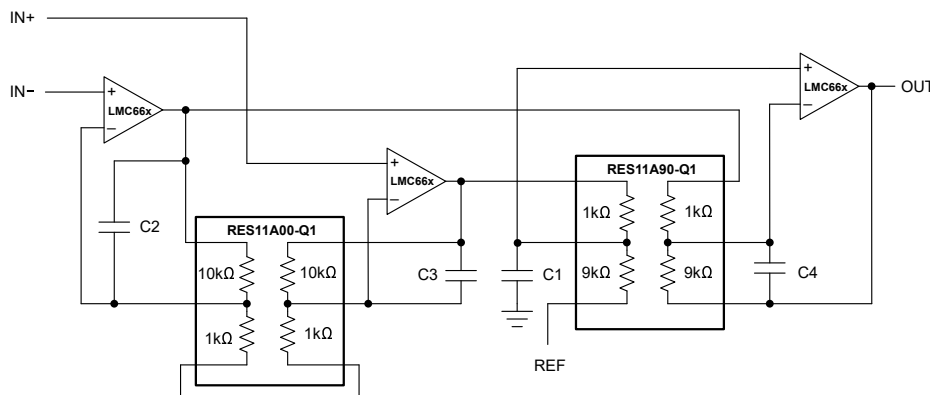 IN+
IN−
LMC66x
C2
RES11A00-Q1
10kΩ
10kΩ
1kΩ
1kΩ
LMC66x
C3
C1
RES11A90-Q1
1kΩ
1kΩ
9kΩ
9kΩ
REF
C4
LMC66x
OUT
+
−
+
−
+
−